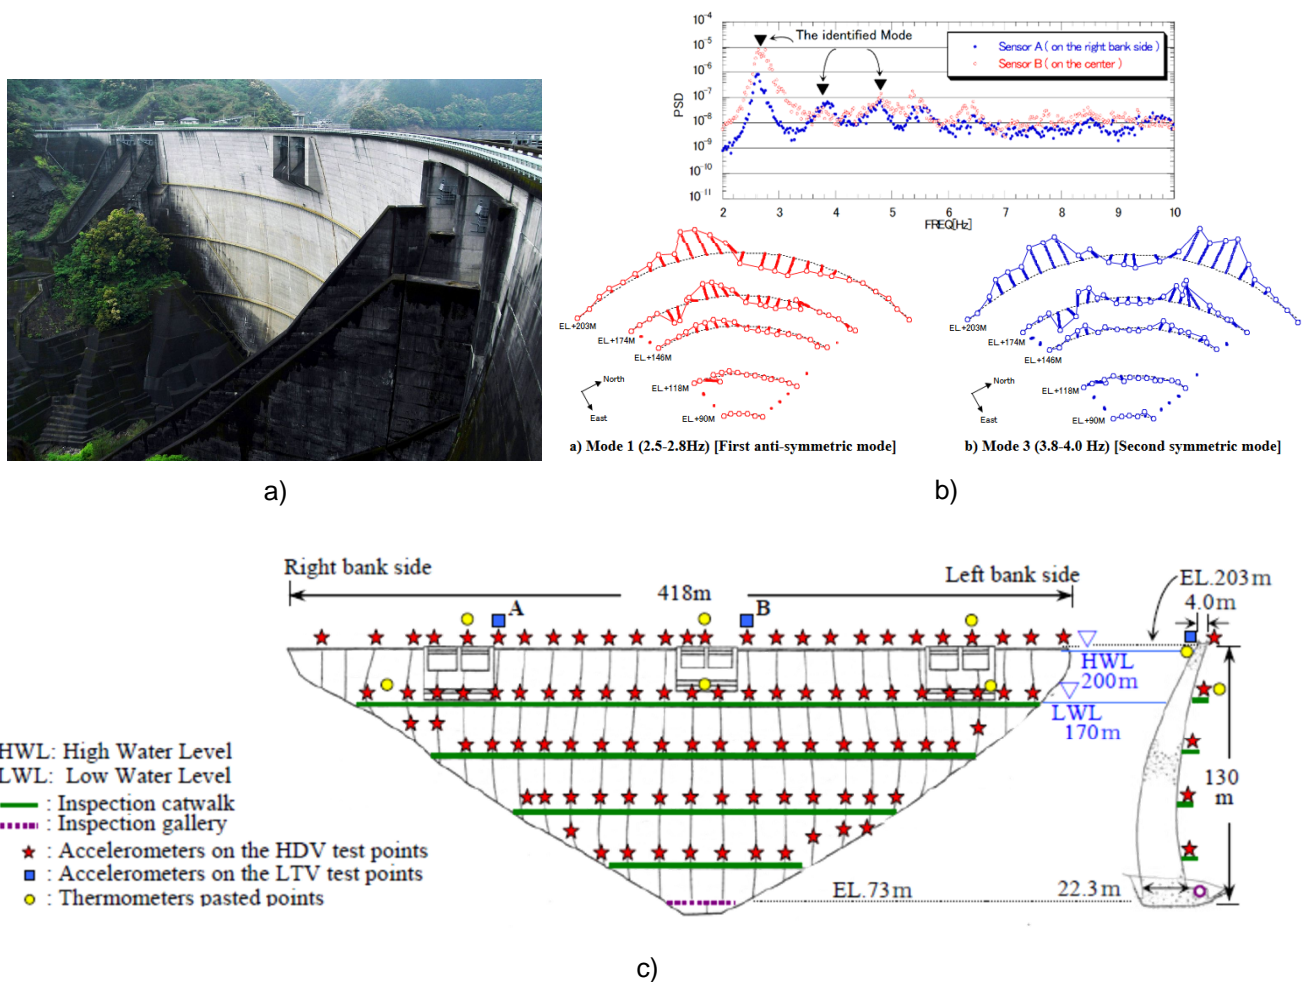 10⁻⁴
10⁻⁵
10⁻⁶
10⁻⁷
10⁻⁸
10⁻⁹
10⁻¹⁰
10⁻¹¹
PSD
The identified Mode
Sensor A ( on the right bank side )
Sensor B ( on the center )
2 3 4 5 6 7 8 9 10
FREQ[Hz]
EL.+203M
EL.+174M
EL.+146M
EL.+118M
EL.+90M
North
East
EL.+203M
EL.+174M
EL.+146M
EL.+118M
EL.+90M
North
East
a) Mode 1 (2.5-2.8Hz) [First anti-symmetric mode]
b) Mode 3 (3.8-4.0 Hz) [Second symmetric mode]
a)
b)
Right bank side
418m
Left bank side
A
B
EL.203m
4.0m
HWL
200m
LWL
170m
130
m
EL.73m
22.3m
HWL: High Water Level
LWL: Low Water Level
: Inspection catwalk
: Inspection gallery
: Accelerometers on the HDV test points
: Accelerometers on the LTV test points
: Thermometers pasted points
c)